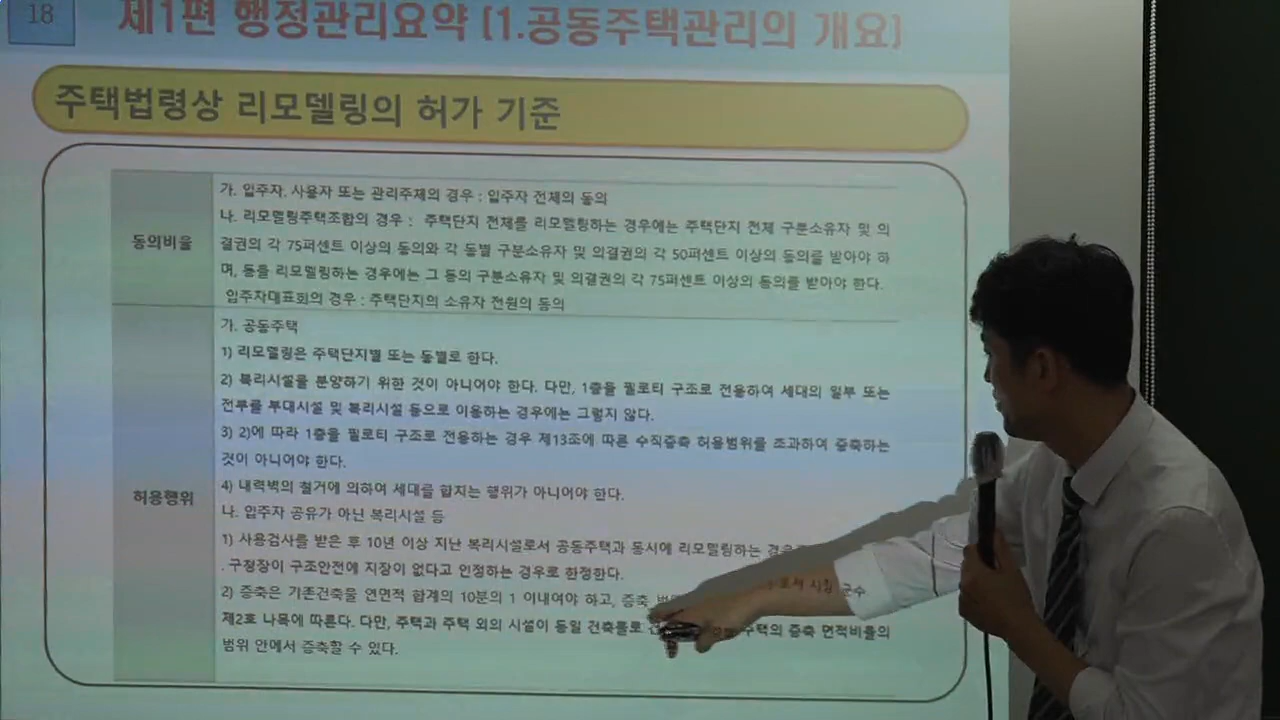 18
제1편 행정관리요약 (1.공동주택관리의 개요)
주택법령상 리모델링의 허가 기준
동의비율
가. 입주자, 사용자 또는 관리주체의 경우 : 입주자 전체의 동의
나. 리모델링주택조합의 경우 : 주택단지 전체를 리모델링하는 경우에는 주택단지 전체 구분소유자 및 의
결권의 각 75퍼센트 이상의 동의와 각 동별 구분소유자 및 의결권의 각 50퍼센트 이상의 동의를 받아야 하
며, 동을 리모델링하는 경우에는 그 동의 구분소유자 및 의결권의 각 75퍼센트 이상의 동의를 받아야 한다.
입주자대표회의 경우 : 주택단지의 소유자 전원의 동의
허용행위
가. 공동주택
1) 리모델링은 주택단지별 또는 동별로 한다.
2) 복리시설을 분양하기 위한 것이 아니어야 한다. 다만, 1층을 필로티 구조로 전용하여 세대의 일부 또는
전부를 부대시설 및 복리시설 등으로 이용하는 경우에는 그렇지 않다.
3) 2)에 따라 1층을 필로티 구조로 전용하는 경우 제13조에 따른 수직증축 허용범위를 초과하여 증축하는
것이 아니어야 한다.
4) 내력벽의 철거에 의하여 세대를 합치는 행위가 아니어야 한다.
나. 입주자 공유가 아닌 복리시설 등
1) 사용검사를 받은 후 10년 이상 지난 복리시설로서 공동주택과 동시에 리모델링하는 경우 시장 군수
. 구청장이 구조안전에 지장이 없다고 인정하는 경우로 한정한다.
2) 증축은 기존건축물 연면적 합계의 10분의 1 이내여야 하고, 증축
제2호 나목에 따른다. 다만, 주택과 주택 외의 시설이 동일 건축물로 주택의 증축 면적비율의
범위 안에서 증축할 수 있다.